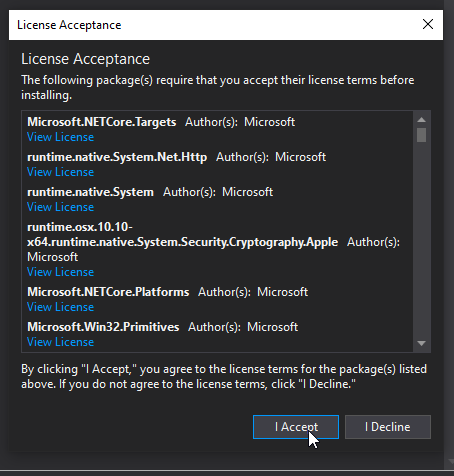 License Acceptance
License Acceptance
The following package(s) require that you accept their license terms before
installing.
Microsoft.NETCore.Targets Author(s): Microsoft
View License
runtime.native.System.Net.Http Author(s): Microsoft
View License
runtime.native.System Author(s): Microsoft
View License
runtime.osx.10.10-
x64.runtime.native.System.Security.Cryptography.Apple Author(s):
Microsoft
View License
Microsoft.NETCore.Platforms Author(s): Microsoft
View License
Microsoft.Win32.Primitives Author(s): Microsoft
View License
By clicking "I Accept," you agree to the license terms for the package(s) listed
above. If you do not agree to the license terms, click "I Decline."
I Accept I Decline